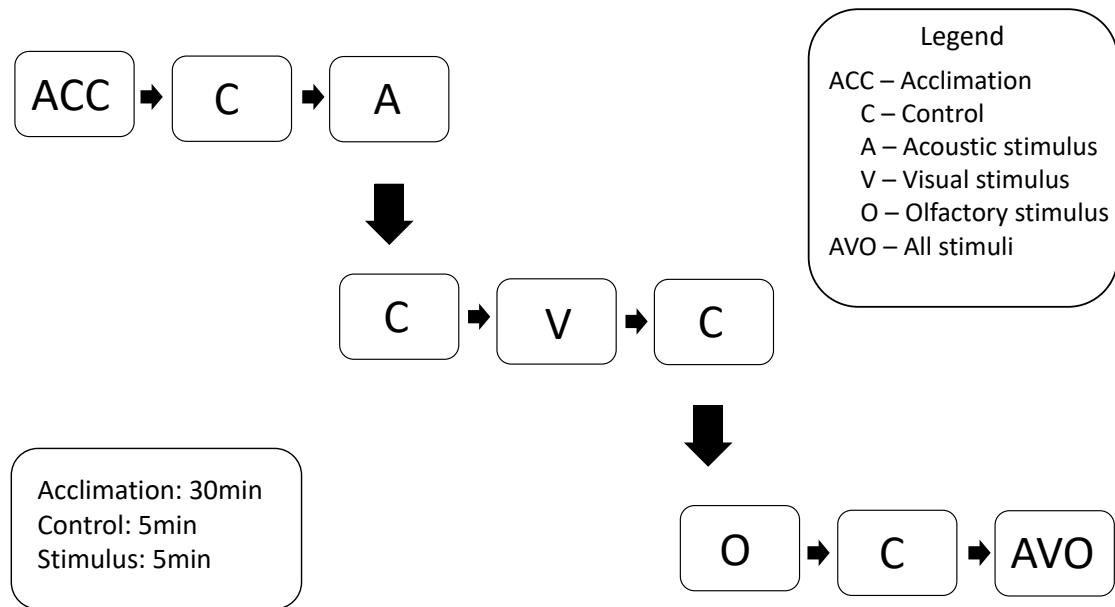 ACC
C
A
Legend
ACC – Acclimation
C – Control
A – Acoustic stimulus
V – Visual stimulus
O – Olfactory stimulus
AVO – All stimuli
C
V
C
Acclimation: 30min
Control: 5min
Stimulus: 5min
O
C
AVO